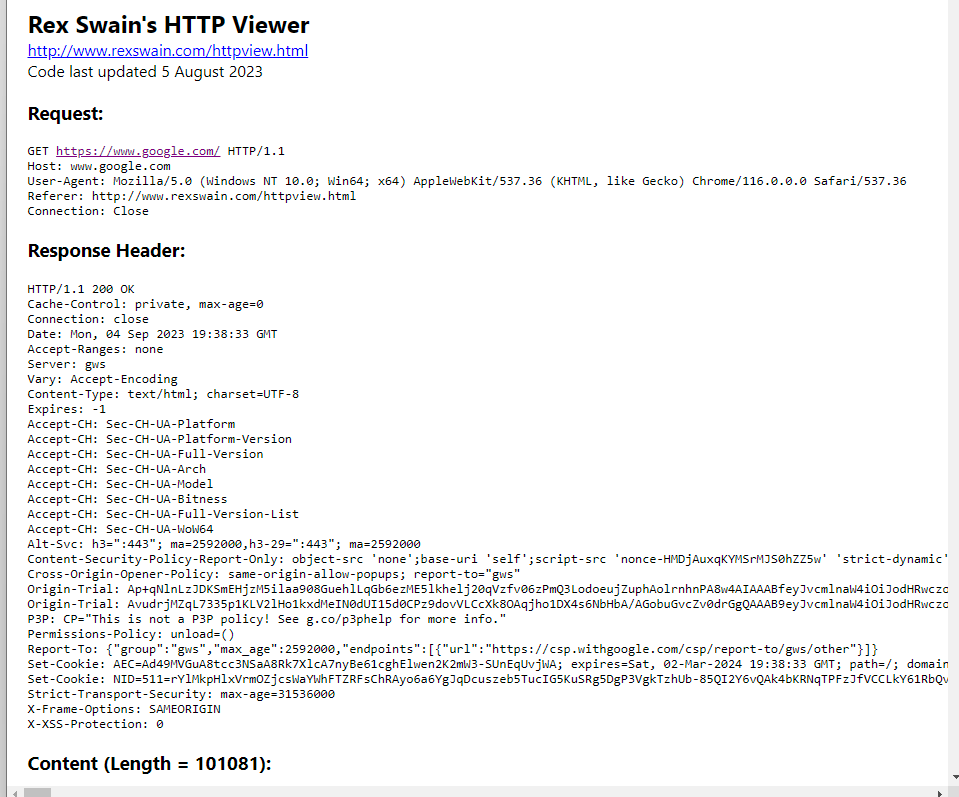 Rex Swain's HTTP Viewer
http://www.rexswain.com/httpview.html
Code last updated 5 August 2023
Request:
GET https://www.google.com/ HTTP/1.1
Host: www.google.com
User-Agent: Mozilla/5.0 (Windows NT 10.0; Win64; x64) AppleWebKit/537.36 (KHTML, like Gecko) Chrome/116.0.0.0 Safari/537.36
Referer: http://www.rexswain.com/httpview.html
Connection: Close
Response Header:
HTTP/1.1 200 OK
Cache-Control: private, max-age=0
Connection: close
Date: Mon, 04 Sep 2023 19:38:33 GMT
Accept-Ranges: none
Server: gws
Vary: Accept-Encoding
Content-Type: text/html; charset=UTF-8
Expires: -1
Accept-CH: Sec-CH-UA-Platform
Accept-CH: Sec-CH-UA-Platform-Version
Accept-CH: Sec-CH-UA-Full-Version
Accept-CH: Sec-CH-UA-Arch
Accept-CH: Sec-CH-UA-Model
Accept-CH: Sec-CH-UA-Bitness
Accept-CH: Sec-CH-UA-Full-Version-List
Accept-CH: Sec-CH-UA-WoW64
Alt-Svc: h3=":443"; ma=2592000,h3-29=":443"; ma=2592000
Content-Security-Policy-Report-Only: object-src 'none';base-uri 'self';script-src 'nonce-HMDjAuxqKYMSrMJS0hZZ5w' 'strict-dynamic'
Cross-Origin-Opener-Policy: same-origin-allow-popups; report-to="gws"
Origin-Trial: Ap+qNlnLzJDKSmEHjzM5ilaa908GuehlLqGb6ezME5lkhelj20qVzfv06zPmQ3LodoeujZuphAolrnhnPA8w4AIAAABfeyJvcmlnaW4iOiJodHRwczo
Origin-Trial: AvudrjMZqL7335p1KLV2lHo1kxdMeIN0dUI15d0CPz9dovVLCcXk8OAqjho1DX4s6NbHbA/AGobuGvcZv0drGgQAAAB9eyJvcmlnaW4iOiJodHRwczo
P3P: CP="This is not a P3P policy! See g.co/p3phelp for more info."
Permissions-Policy: unload=()
Report-To: {"group":"gws","max_age":2592000,"endpoints":[{"url":"https://csp.withgoogle.com/csp/report-to/gws/other"}]}
Set-Cookie: AEC=Ad49MVGuA8tcc3NSaA8Rk7XlcA7nyBe61cghElwen2K2mW3-SUnEqUvjWA; expires=Sat, 02-Mar-2024 19:38:33 GMT; path=/; domain
Set-Cookie: NID=511=rYlMkpHlxVrmOZjcsWaYWhFTZRFsChRAyo6a6YgJqDcuszeb5TucIG5KuSRg5DgP3VgkTzhUb-85QI2Y6vQAk4bKRNqTPFzJfVCCLkY61RbQv
Strict-Transport-Security: max-age=31536000
X-Frame-Options: SAMEORIGIN
X-XSS-Protection: 0
Content (Length = 101081):